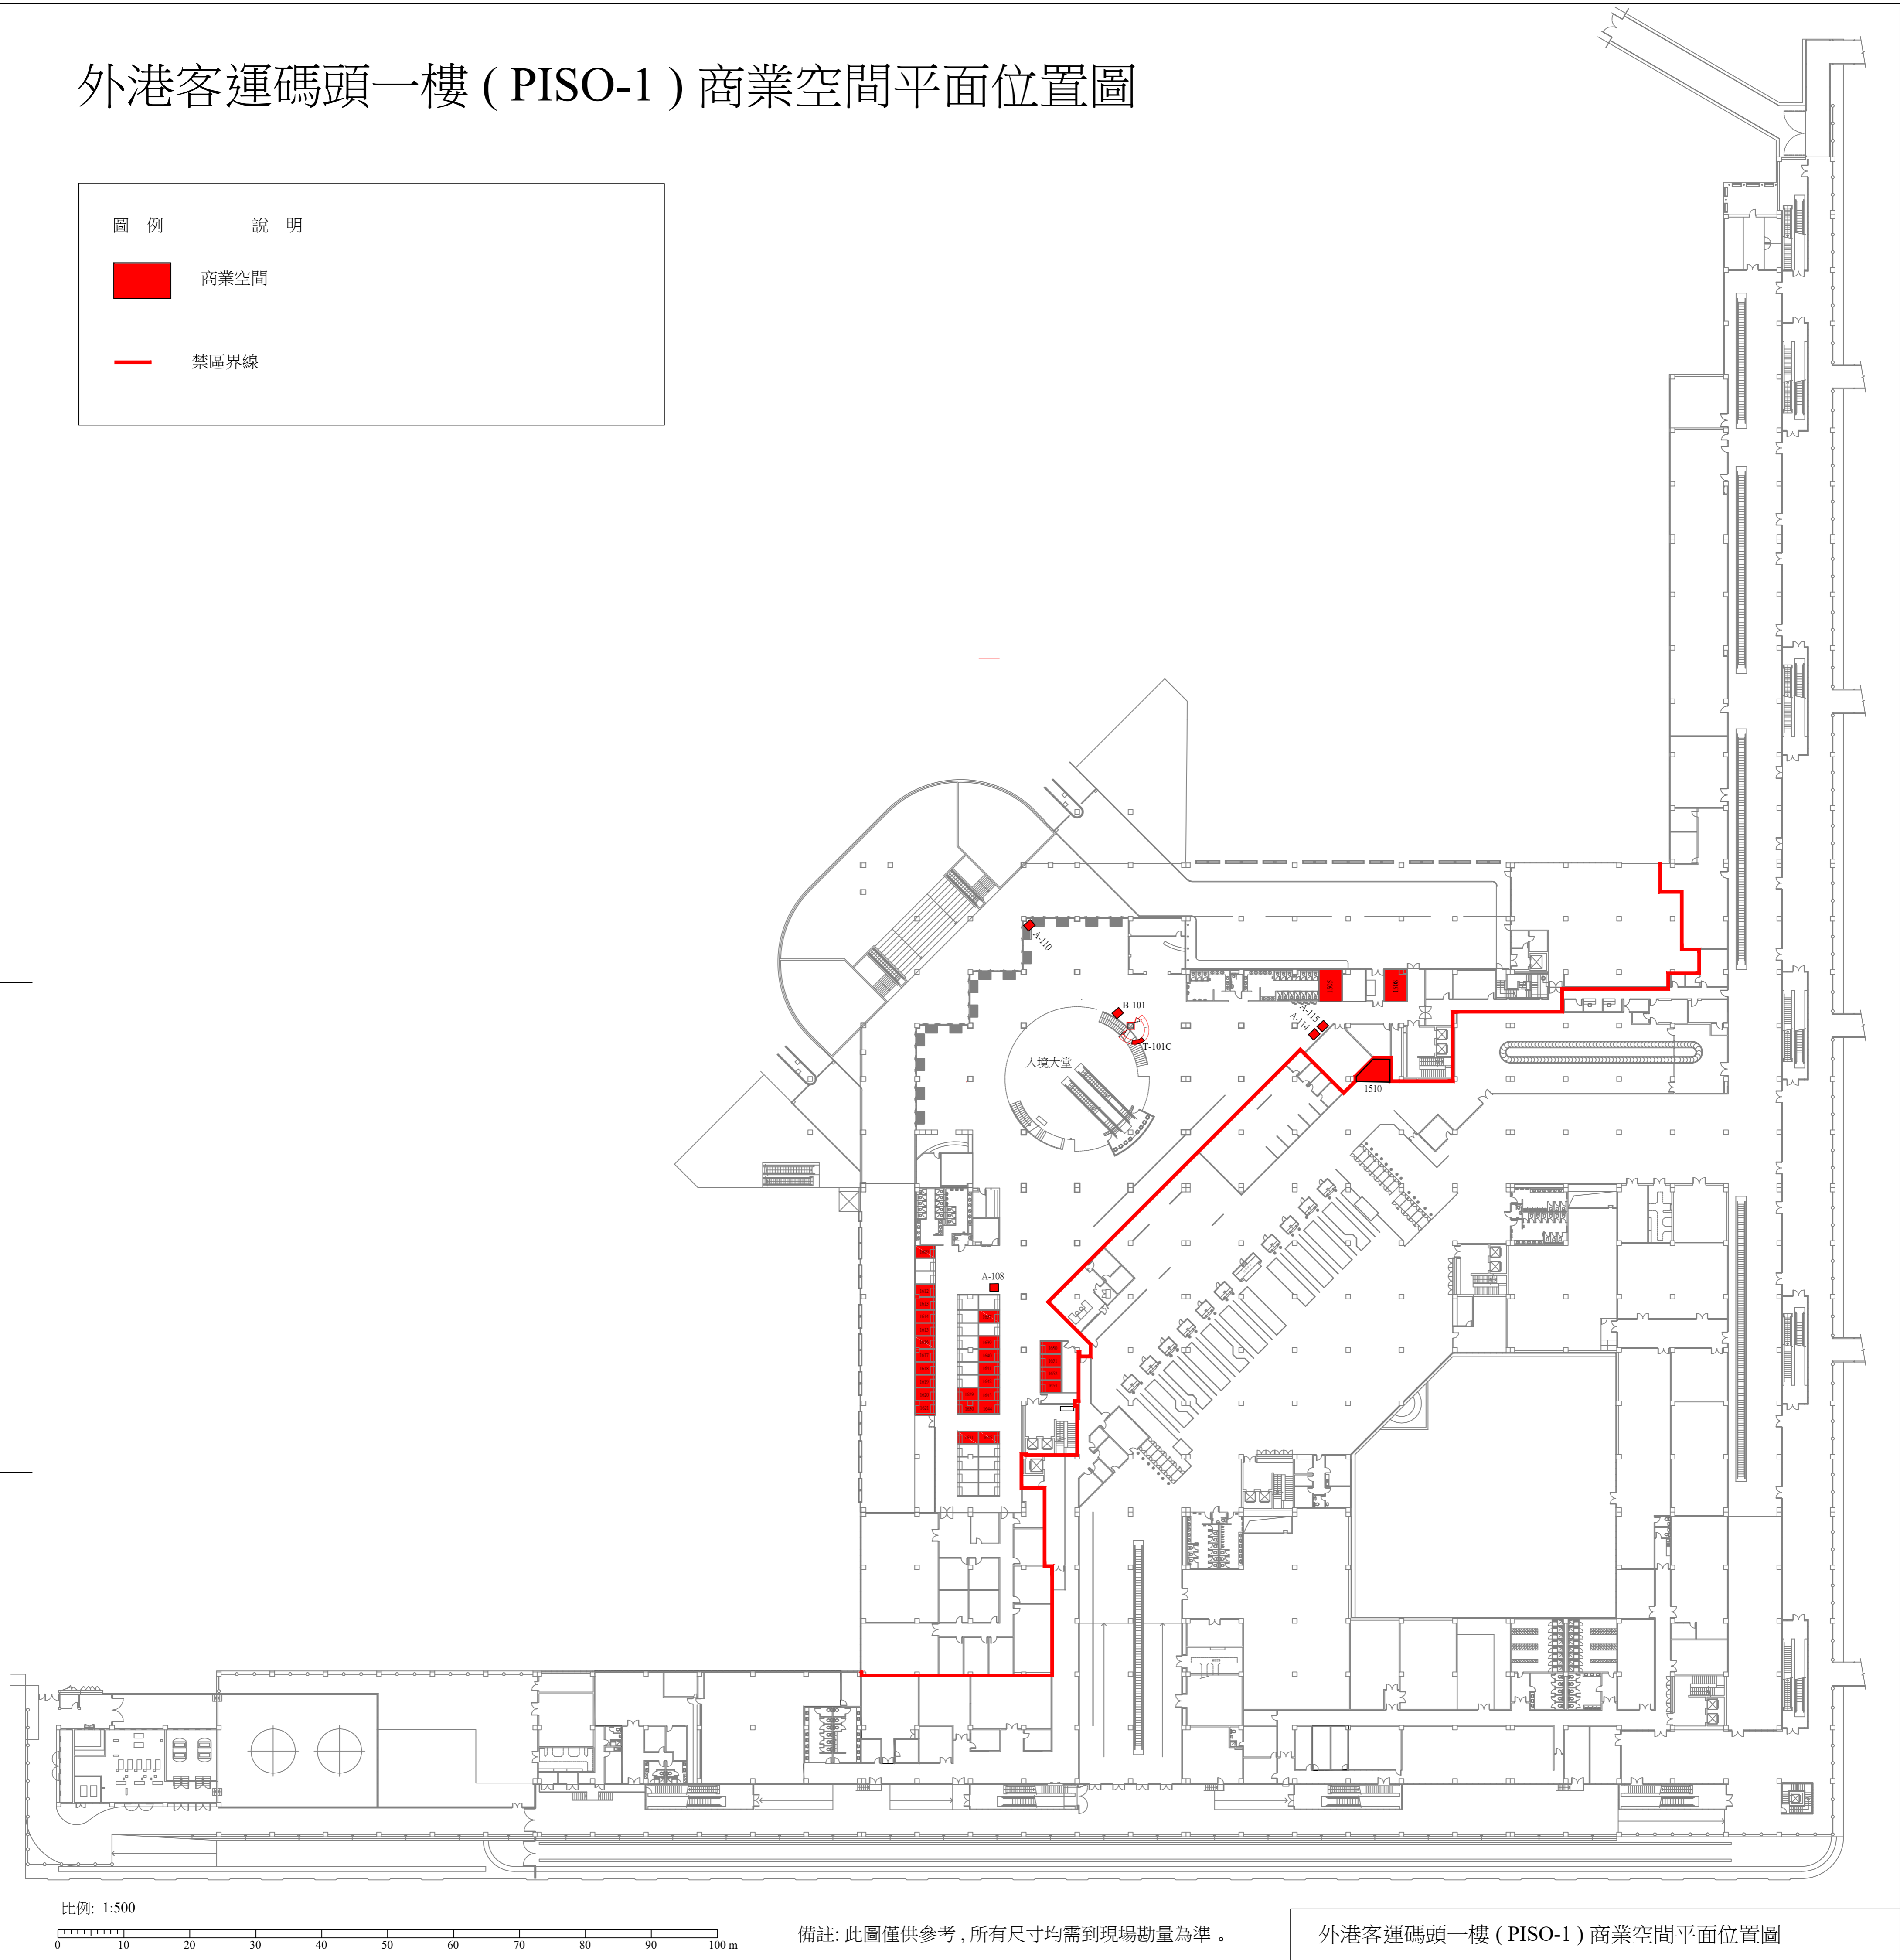 外港客運碼頭一樓 ( PISO-1 ) 商業空間平面位置圖
圖 例 說 明
商業空間
禁區界線
A-110
B-101
T-101C
入境大堂
A-115
A-114
1510
A-108
比例: 1:500
0 10 20 30 40 50 60 70 80 90 100 m
備註: 此圖僅供參考 , 所有尺寸均需到現場勘量為準 。
外港客運碼頭一樓 ( PISO-1 ) 商業空間平面位置圖